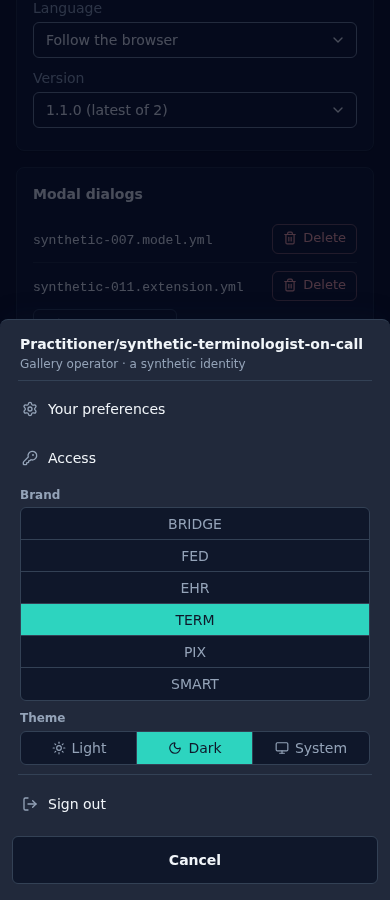 Language
Follow the browser
Version
1.1.0 (latest of 2)
Modal dialogs
synthetic-007.model.yml
Delete
synthetic-011.extension.yml
Delete
Practitioner/synthetic-terminologist-on-call
Gallery operator · a synthetic identity
Your preferences
Access
Brand
BRIDGE
FED
EHR
TERM
PIX
SMART
Theme
Light
Dark
System
Sign out
Cancel